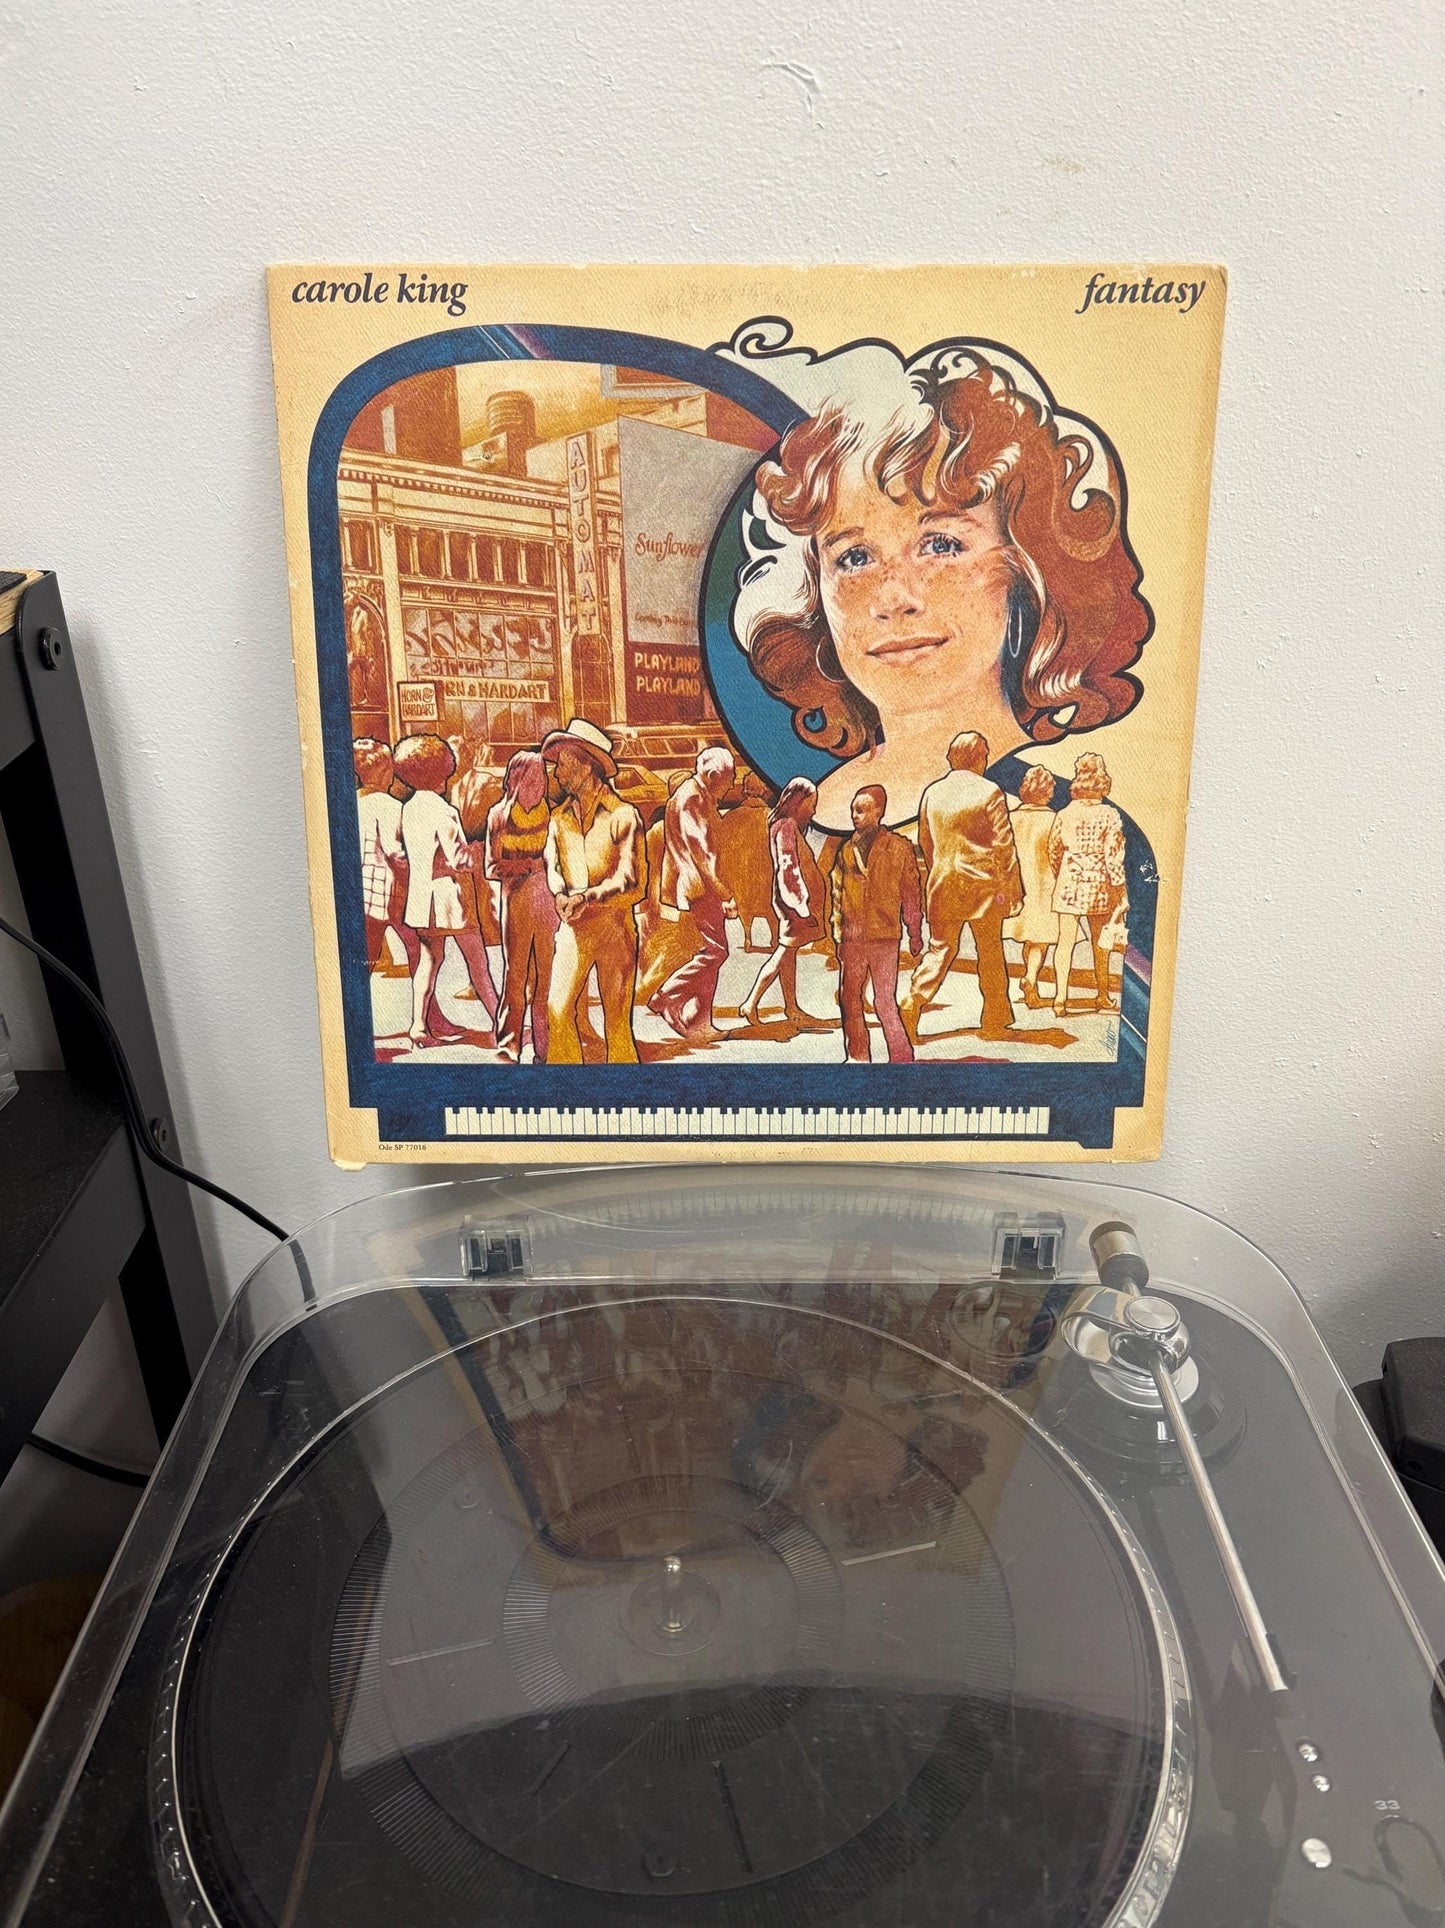 carole king
fantasy
AUTOMAT
Sunflower
PLAYLAND
PLAYLAND
HORN &
HARDART
RN & HARDART
Ode SP 77018
33